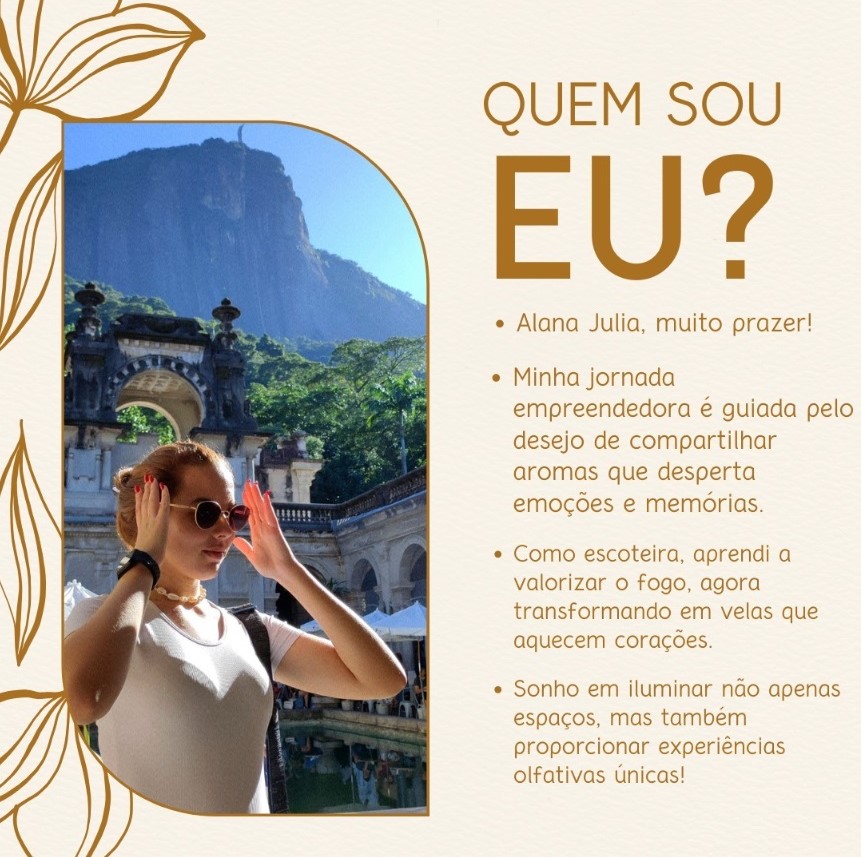 QUEM SOU
EU?
• Alana Julia, muito prazer!
• Minha jornada
empreendedora é guiada pelo
desejo de compartilhar
aromas que desperta
emoções e memórias.
• Como escoteira, aprendi a
valorizar o fogo, agora
transformando em velas que
aquecem corações.
• Sonho em iluminar não apenas
espaços, mas também
proporcionar experiências
olfativas únicas!